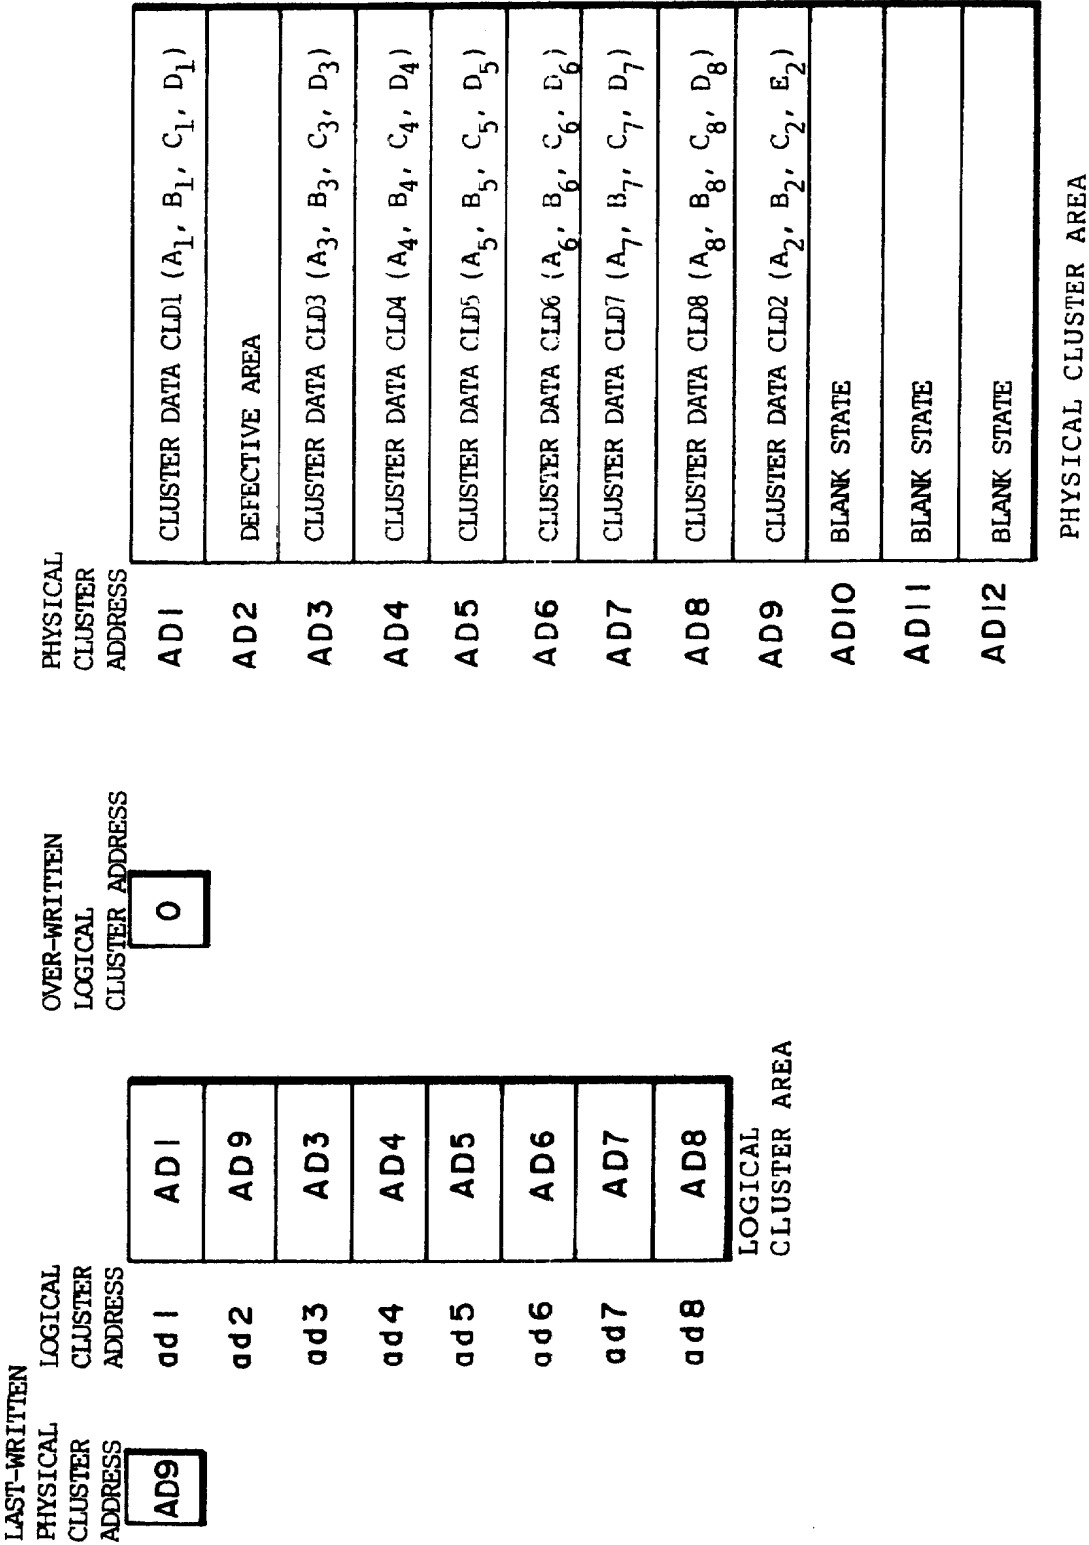 LAST-WRITTEN
PHYSICAL
CLUSTER
ADDRESS
AD9
LOGICAL
CLUSTER
ADDRESS
ad1 AD1
ad2 AD9
ad3 AD3
ad4 AD4
ad5 AD5
ad6 AD6
ad7 AD7
ad8 AD8
LOGICAL
CLUSTER AREA
OVER-WRITTEN
LOGICAL
CLUSTER ADDRESS
0
PHYSICAL
CLUSTER
ADDRESS
AD1 CLUSTER DATA CLD1 (A1, B1, C1, D1)
AD2 DEFECTIVE AREA
AD3 CLUSTER DATA CLD3 (A3, B3, C3, D3)
AD4 CLUSTER DATA CLD4 (A4, B4, C4, D4)
AD5 CLUSTER DATA CLD5 (A5, B5, C5, D5)
AD6 CLUSTER DATA CLD6 (A6, B6, C6, D6)
AD7 CLUSTER DATA CLD7 (A7, B7, C7, D7)
AD8 CLUSTER DATA CLD8 (A8, B8, C8, D8)
AD9 CLUSTER DATA CLD2 (A2, B2, C2, E2)
AD10 BLANK STATE
AD11 BLANK STATE
AD12 BLANK STATE
PHYSICAL CLUSTER AREA